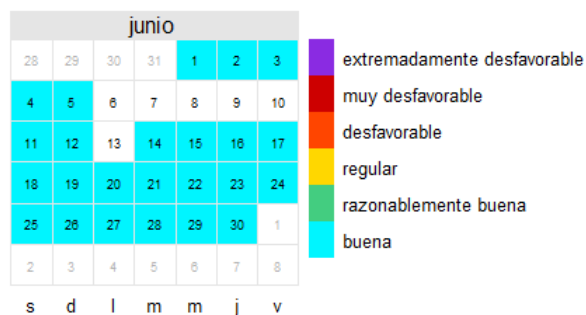 junio
28 29 30 31 1 2 3
4 5 6 7 8 9 10
11 12 13 14 15 16 17
18 19 20 21 22 23 24
25 26 27 28 29 30 1
2 3 4 5 6 7 8
s d l m m j v
extremadamente desfavorable
muy desfavorable
desfavorable
regular
razonablemente buena
buena